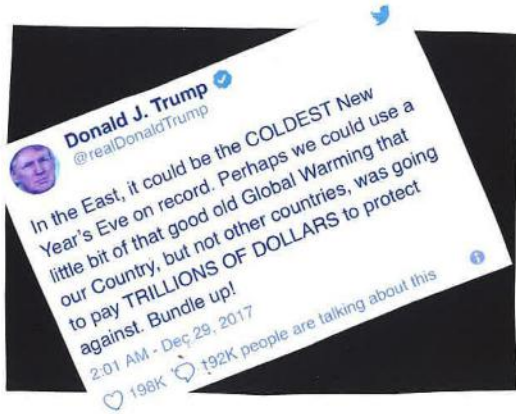 Donald J. Trump
@realDonaldTrump
In the East, it could be the COLDEST New
Year's Eve on record. Perhaps we could use a
little bit of that good old Global Warming that
our Country, but not other countries, was going
to pay TRILLIONS OF DOLLARS to protect
against. Bundle up!
2:01 AM - Dec 29, 2017
198K 192K people are talking about this